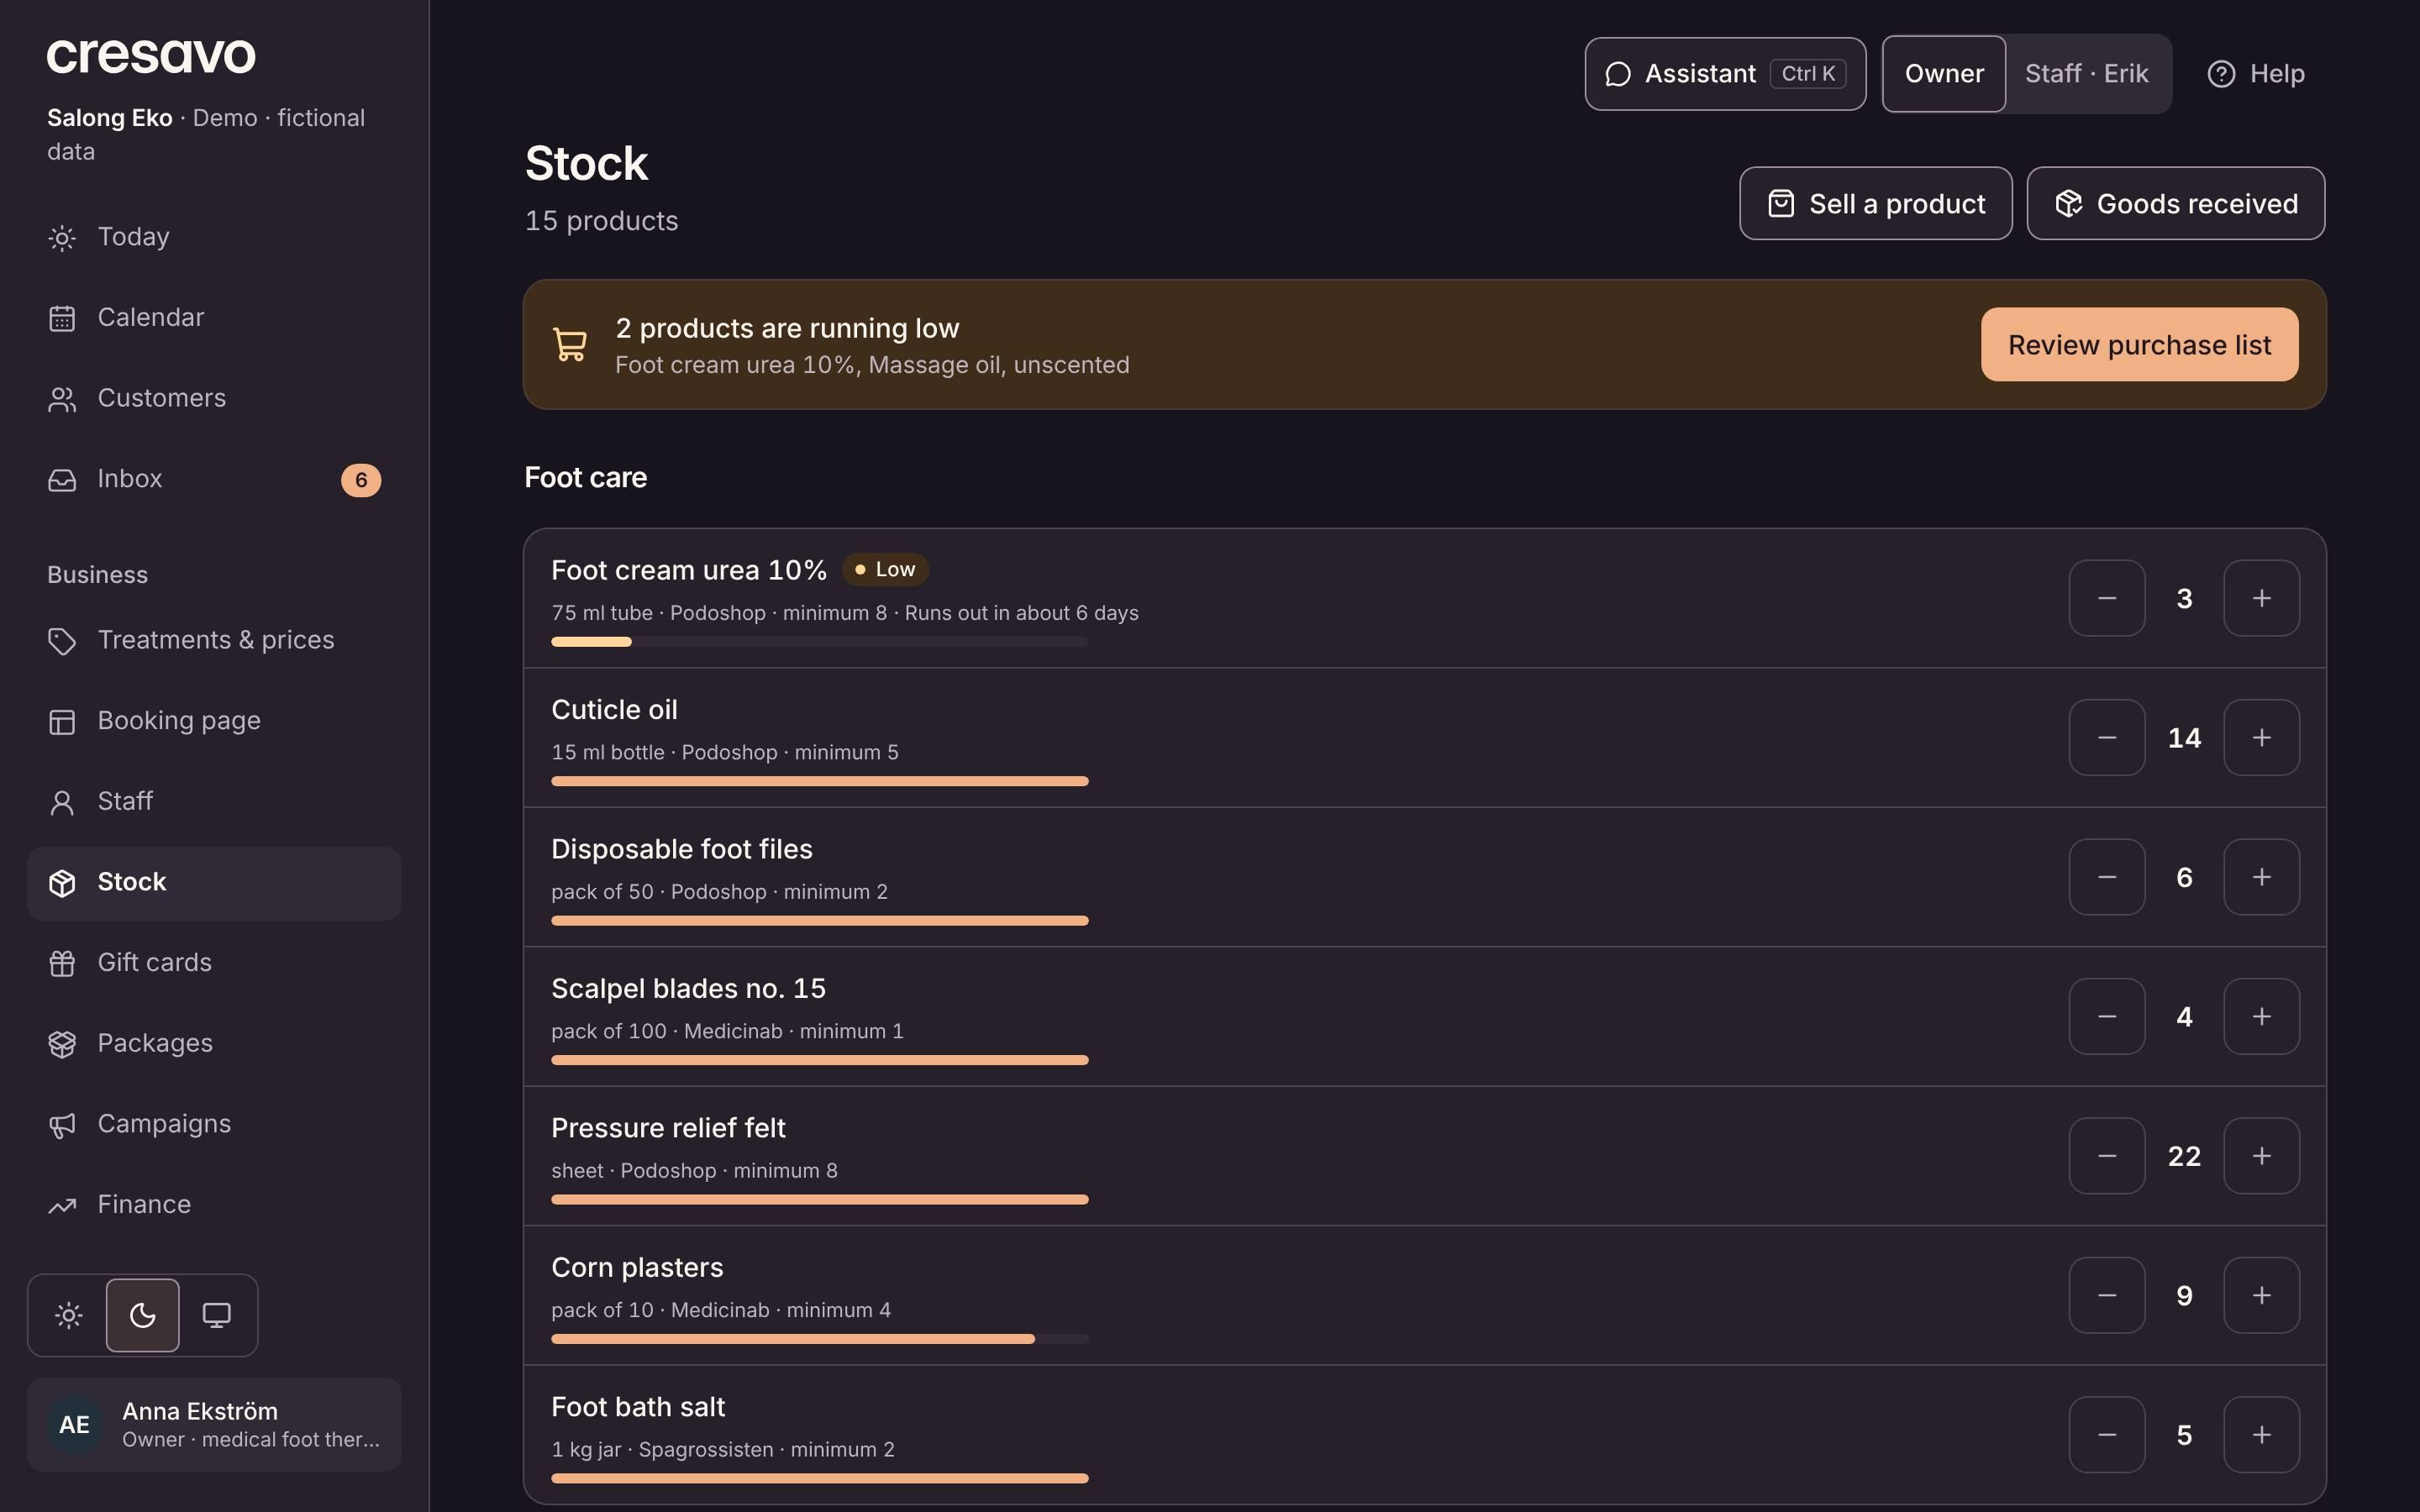 cresavo
Salong Eko · Demo · fictional
data
Today
Calendar
Customers
Inbox 6
Business
Treatments & prices
Booking page
Staff
Stock
Gift cards
Packages
Campaigns
Finance
AE
Anna Ekström
Owner · medical foot ther...
Assistant Ctrl K
Owner
Staff · Erik
Help
Stock
15 products
Sell a product
Goods received
2 products are running low
Foot cream urea 10%, Massage oil, unscented
Review purchase list
Foot care
Foot cream urea 10% Low
75 ml tube · Podoshop · minimum 8 · Runs out in about 6 days
− 3 +
Cuticle oil
15 ml bottle · Podoshop · minimum 5
− 14 +
Disposable foot files
pack of 50 · Podoshop · minimum 2
− 6 +
Scalpel blades no. 15
pack of 100 · Medicinab · minimum 1
− 4 +
Pressure relief felt
sheet · Podoshop · minimum 8
− 22 +
Corn plasters
pack of 10 · Medicinab · minimum 4
− 9 +
Foot bath salt
1 kg jar · Spagrossisten · minimum 2
− 5 +